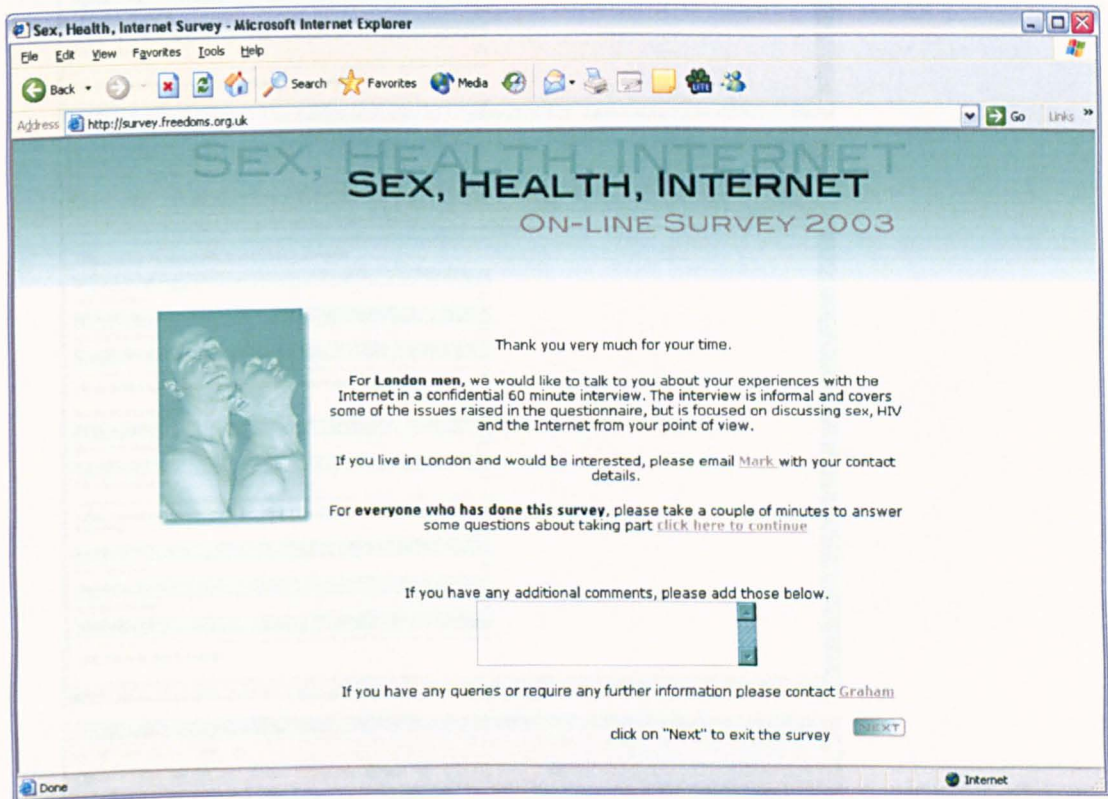 Sex, Health, Internet Survey - Microsoft Internet Explorer
File Edit View Favorites Tools Help
Back Search Favorites Media LITE
Address http://survey.freedoms.org.uk Go Links »
SEX, HEALTH, INTERNET
SEX, HEALTH, INTERNET
ON-LINE SURVEY 2003
Thank you very much for your time.
For London men, we would like to talk to you about your experiences with the
Internet in a confidential 60 minute interview. The interview is informal and covers
some of the issues raised in the questionnaire, but is focused on discussing sex, HIV
and the Internet from your point of view.
If you live in London and would be interested, please email Mark with your contact
details.
For everyone who has done this survey, please take a couple of minutes to answer
some questions about taking part click here to continue
If you have any additional comments, please add those below.
If you have any queries or require any further information please contact Graham
click on "Next" to exit the survey NEXT
Done Internet